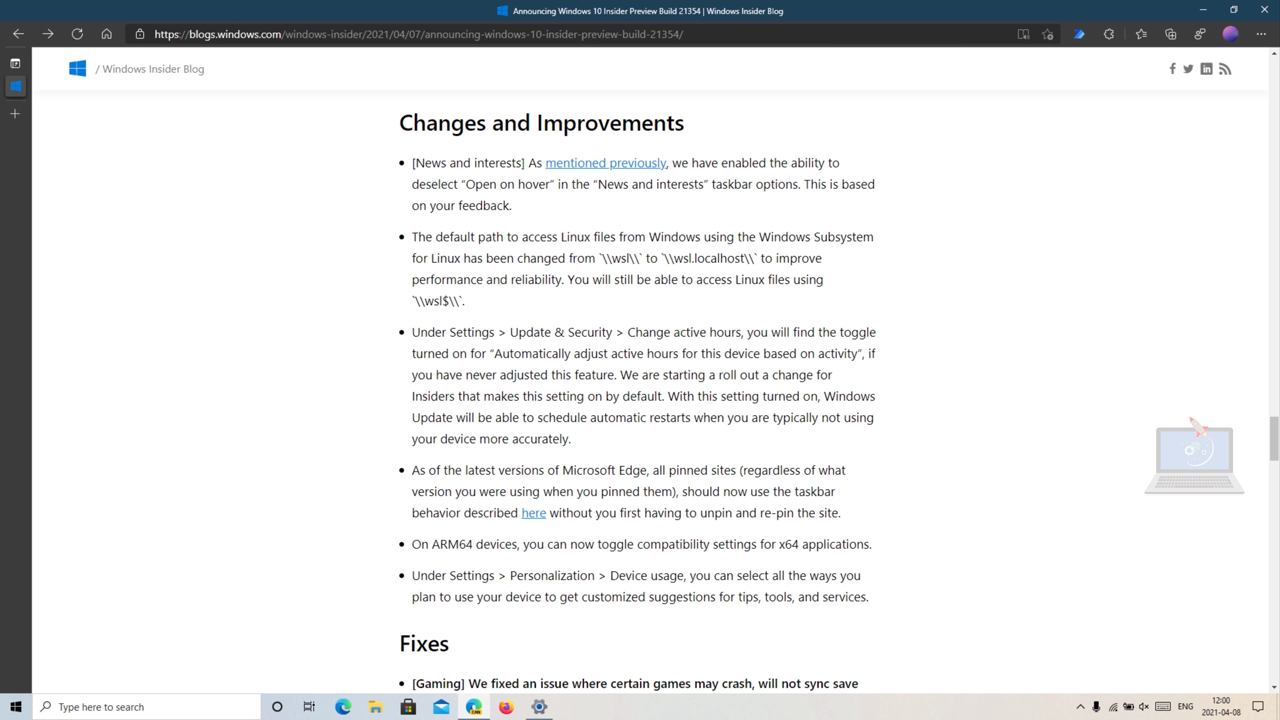 Announcing Windows 10 Insider Preview Build 21354 | Windows Insider Blog
https://blogs.windows.com/windows-insider/2021/04/07/announcing-windows-10-insider-preview-build-21354/
/ Windows Insider Blog
Changes and Improvements
• [News and interests] As mentioned previously, we have enabled the ability to
deselect “Open on hover” in the “News and interests” taskbar options. This is based
on your feedback.
• The default path to access Linux files from Windows using the Windows Subsystem
for Linux has been changed from `\\wsl\\` to `\\wsl.localhost\\` to improve
performance and reliability. You will still be able to access Linux files using
`\\wsl$\\`.
• Under Settings > Update & Security > Change active hours, you will find the toggle
turned on for “Automatically adjust active hours for this device based on activity”, if
you have never adjusted this feature. We are starting a roll out a change for
Insiders that makes this setting on by default. With this setting turned on, Windows
Update will be able to schedule automatic restarts when you are typically not using
your device more accurately.
• As of the latest versions of Microsoft Edge, all pinned sites (regardless of what
version you were using when you pinned them), should now use the taskbar
behavior described here without you first having to unpin and re-pin the site.
• On ARM64 devices, you can now toggle compatibility settings for x64 applications.
• Under Settings > Personalization > Device usage, you can select all the ways you
plan to use your device to get customized suggestions for tips, tools, and services.
Fixes
• [Gaming] We fixed an issue where certain games may crash, will not sync save
Type here to search
ENG
12:00
2021-04-08